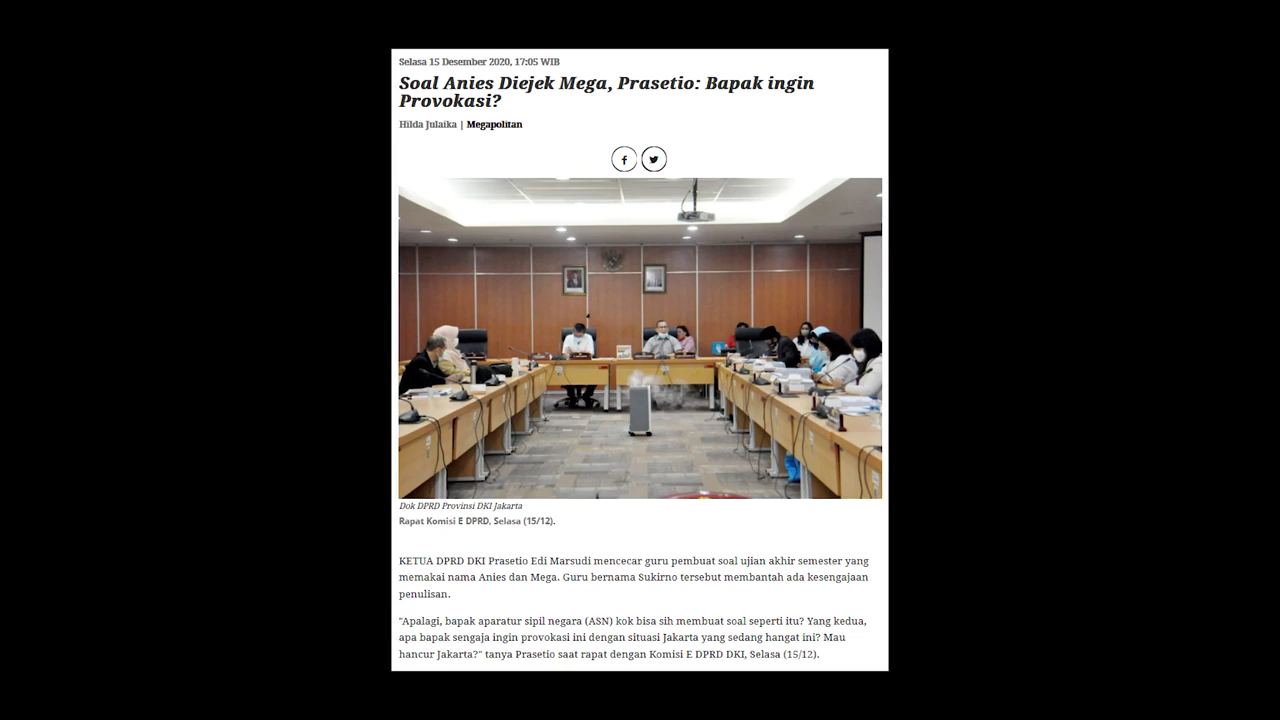 Selasa 15 Desember 2020, 17:05 WIB
Soal Anies Diejek Mega, Prasetio: Bapak ingin
Provokasi?
Hilda Julaika | Megapolitan
Dok DPRD Provinsi DKI Jakarta
Rapat Komisi E DPRD, Selasa (15/12).
KETUA DPRD DKI Prasetio Edi Marsudi mencecar guru pembuat soal ujian akhir semester yang
memakai nama Anies dan Mega. Guru bernama Sukirno tersebut membantah ada kesengajaan
penulisan.
"Apalagi, bapak aparatur sipil negara (ASN) kok bisa sih membuat soal seperti itu? Yang kedua,
apa bapak sengaja ingin provokasi ini dengan situasi Jakarta yang sedang hangat ini? Mau
hancur Jakarta?" tanya Prasetio saat rapat dengan Komisi E DPRD DKI, Selasa (15/12).